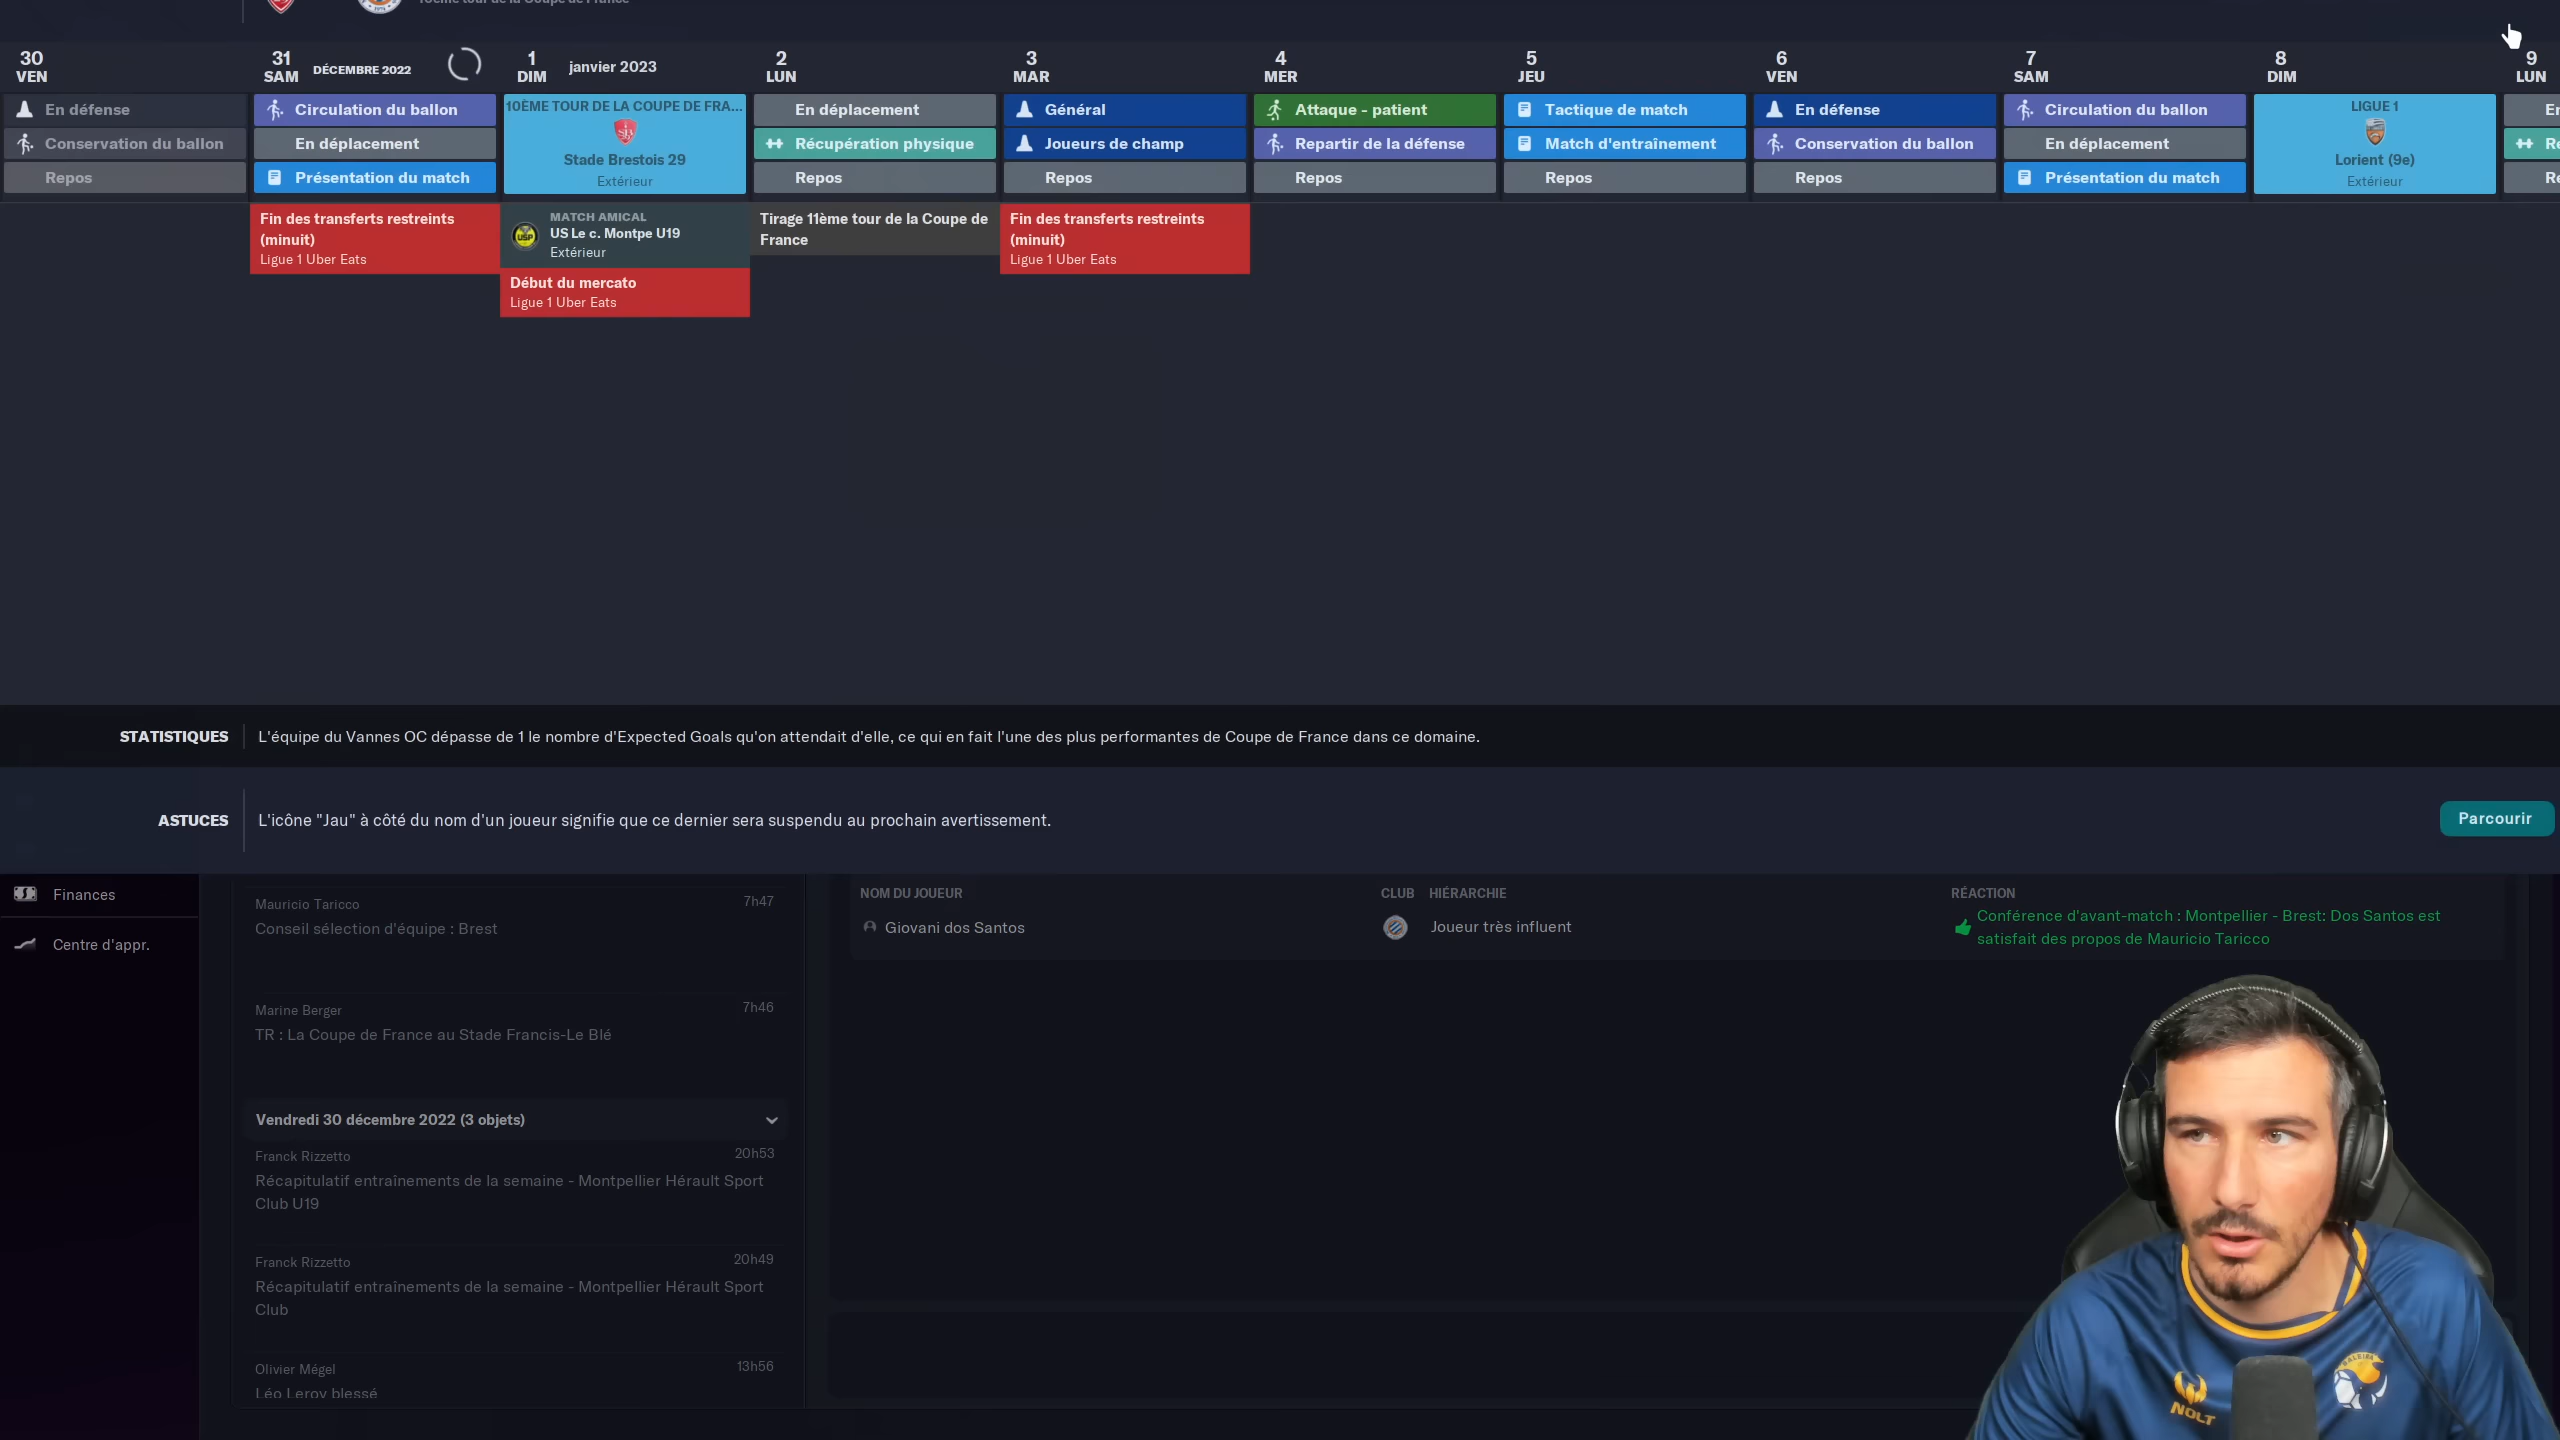 10ème tour de la Coupe de France
30
VEN
31
SAM DÉCEMBRE 2022
1
DIM janvier 2023
2
LUN
3
MAR
4
MER
5
JEU
6
VEN
7
SAM
8
DIM
9
LUN
En défense
Conservation du ballon
Repos
Circulation du ballon
En déplacement
Présentation du match
10ÈME TOUR DE LA COUPE DE FRA...
Stade Brestois 29
Extérieur
En déplacement
Récupération physique
Repos
Général
Joueurs de champ
Repos
Attaque - patient
Repartir de la défense
Repos
Tactique de match
Match d'entraînement
Repos
En défense
Conservation du ballon
Repos
Circulation du ballon
En déplacement
Présentation du match
LIGUE 1
Lorient (9e)
Extérieur
Fin des transferts restreints
(minuit)
Ligue 1 Uber Eats
MATCH AMICAL
US Le c. Montpe U19
Extérieur
Début du mercato
Ligue 1 Uber Eats
Tirage 11ème tour de la Coupe de
France
Fin des transferts restreints
(minuit)
Ligue 1 Uber Eats
STATISTIQUES L'équipe du Vannes OC dépasse de 1 le nombre d'Expected Goals qu'on attendait d'elle, ce qui en fait l'une des plus performantes de Coupe de France dans ce domaine.
ASTUCES L'icône "Jau" à côté du nom d'un joueur signifie que ce dernier sera suspendu au prochain avertissement.
Parcourir
Finances
Centre d'appr.
Mauricio Taricco 7h47
Conseil sélection d'équipe : Brest
Marine Berger 7h46
TR : La Coupe de France au Stade Francis-Le Blé
Vendredi 30 décembre 2022 (3 objets)
Franck Rizzetto 20h53
Récapitulatif entraînements de la semaine - Montpellier Hérault Sport
Club U19
Franck Rizzetto 20h49
Récapitulatif entraînements de la semaine - Montpellier Hérault Sport
Club
Olivier Mégel 13h56
Léo Leroy blessé
NOM DU JOUEUR CLUB HIÉRARCHIE RÉACTION
Giovani dos Santos Joueur très influent
Conférence d'avant-match : Montpellier - Brest: Dos Santos est
satisfait des propos de Mauricio Taricco
NOLT